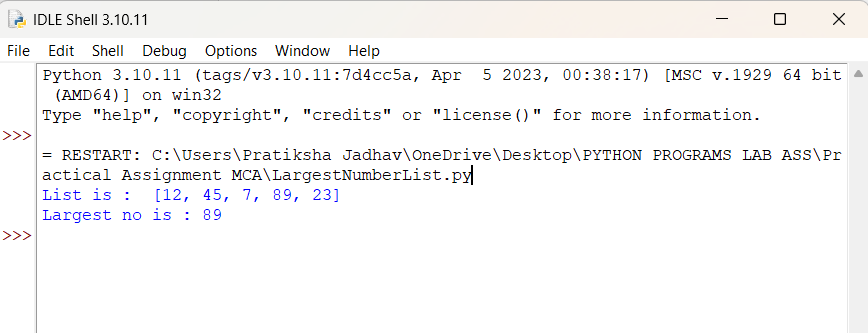 IDLE Shell 3.10.11
File Edit Shell Debug Options Window Help
Python 3.10.11 (tags/v3.10.11:7d4cc5a, Apr  5 2023, 00:38:17) [MSC v.1929 64 bit
 (AMD64)] on win32
Type "help", "copyright", "credits" or "license()" for more information.
>>>
= RESTART: C:\Users\Pratiksha Jadhav\OneDrive\Desktop\PYTHON PROGRAMS LAB ASS\Pr
actical Assignment MCA\LargestNumberList.py
List is :  [12, 45, 7, 89, 23]
Largest no is : 89
>>>